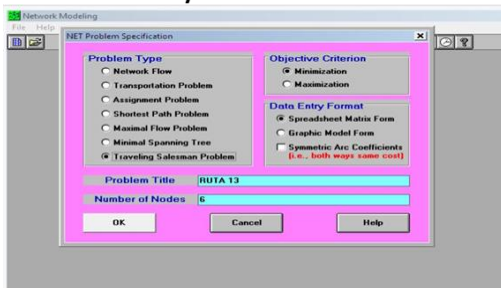 Network Modeling
File Help
NET Problem Specification
Problem Type
Network Flow
Transportation Problem
Assignment Problem
Shortest Path Problem
Maximal Flow Problem
Minimal Spanning Tree
Traveling Salesman Problem
Objective Criterion
Minimization
Maximization
Data Entry Format
Spreadsheet Matrix Form
Graphic Model Form
Symmetric Arc Coefficients
(i.e., both ways same cost)
Problem Title RUTA 13
Number of Nodes 6
OK Cancel Help